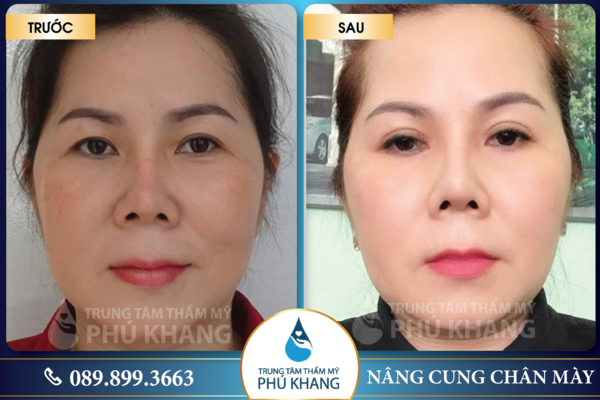 TRƯỚC
SAU
TRUNG TÂM THẨM MỸ
PHÚ KHANG
TRUNG TÂM THẨM MỸ
PHÚ KHANG
089.899.3663
TRUNG TÂM THẨM MỸ
PHÚ KHANG
NÂNG CUNG CHÂN MÀY